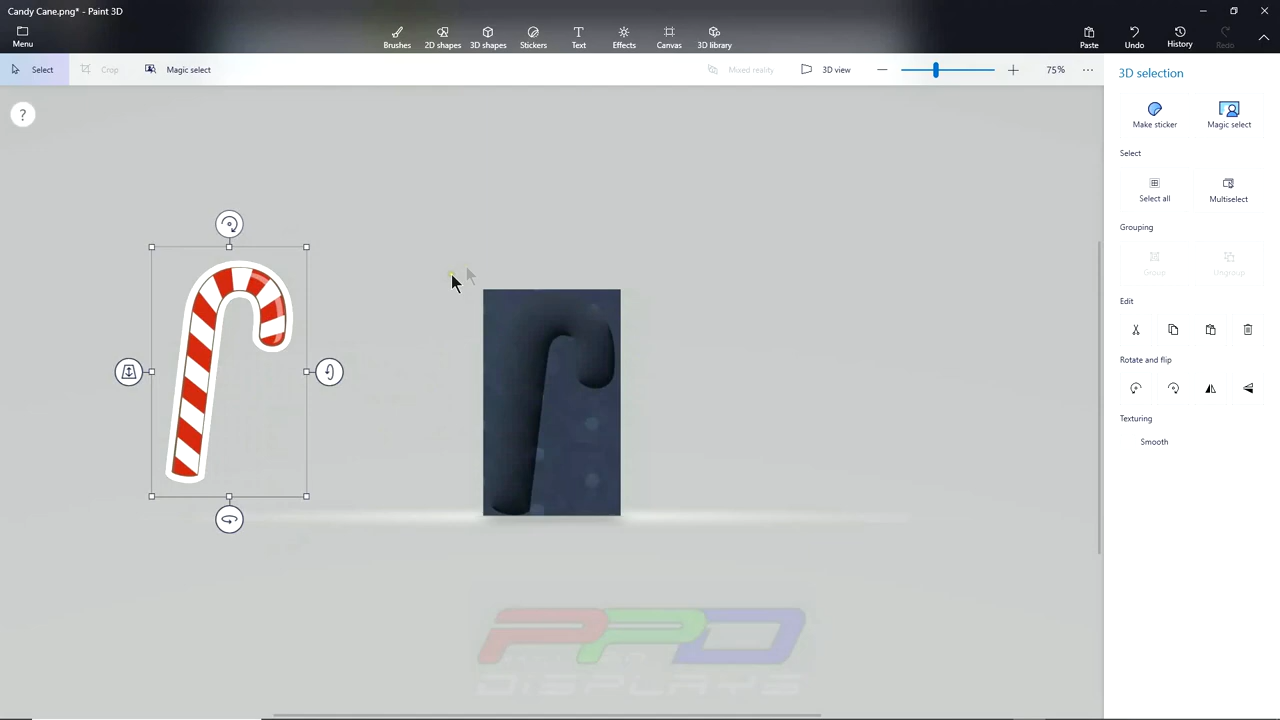 Candy Cane.png* - Paint 3D
Menu
Brushes
2D shapes
3D shapes
Stickers
Text
Effects
Canvas
3D library
Paste
Undo
History
Redo
Select
Crop
Magic select
Mixed reality
3D view
75%
?
3D selection
Make sticker
Magic select
Select
Select all
Multiselect
Grouping
Group
Ungroup
Edit
Rotate and flip
Texturing
Smooth
PPD
DISPLAYS